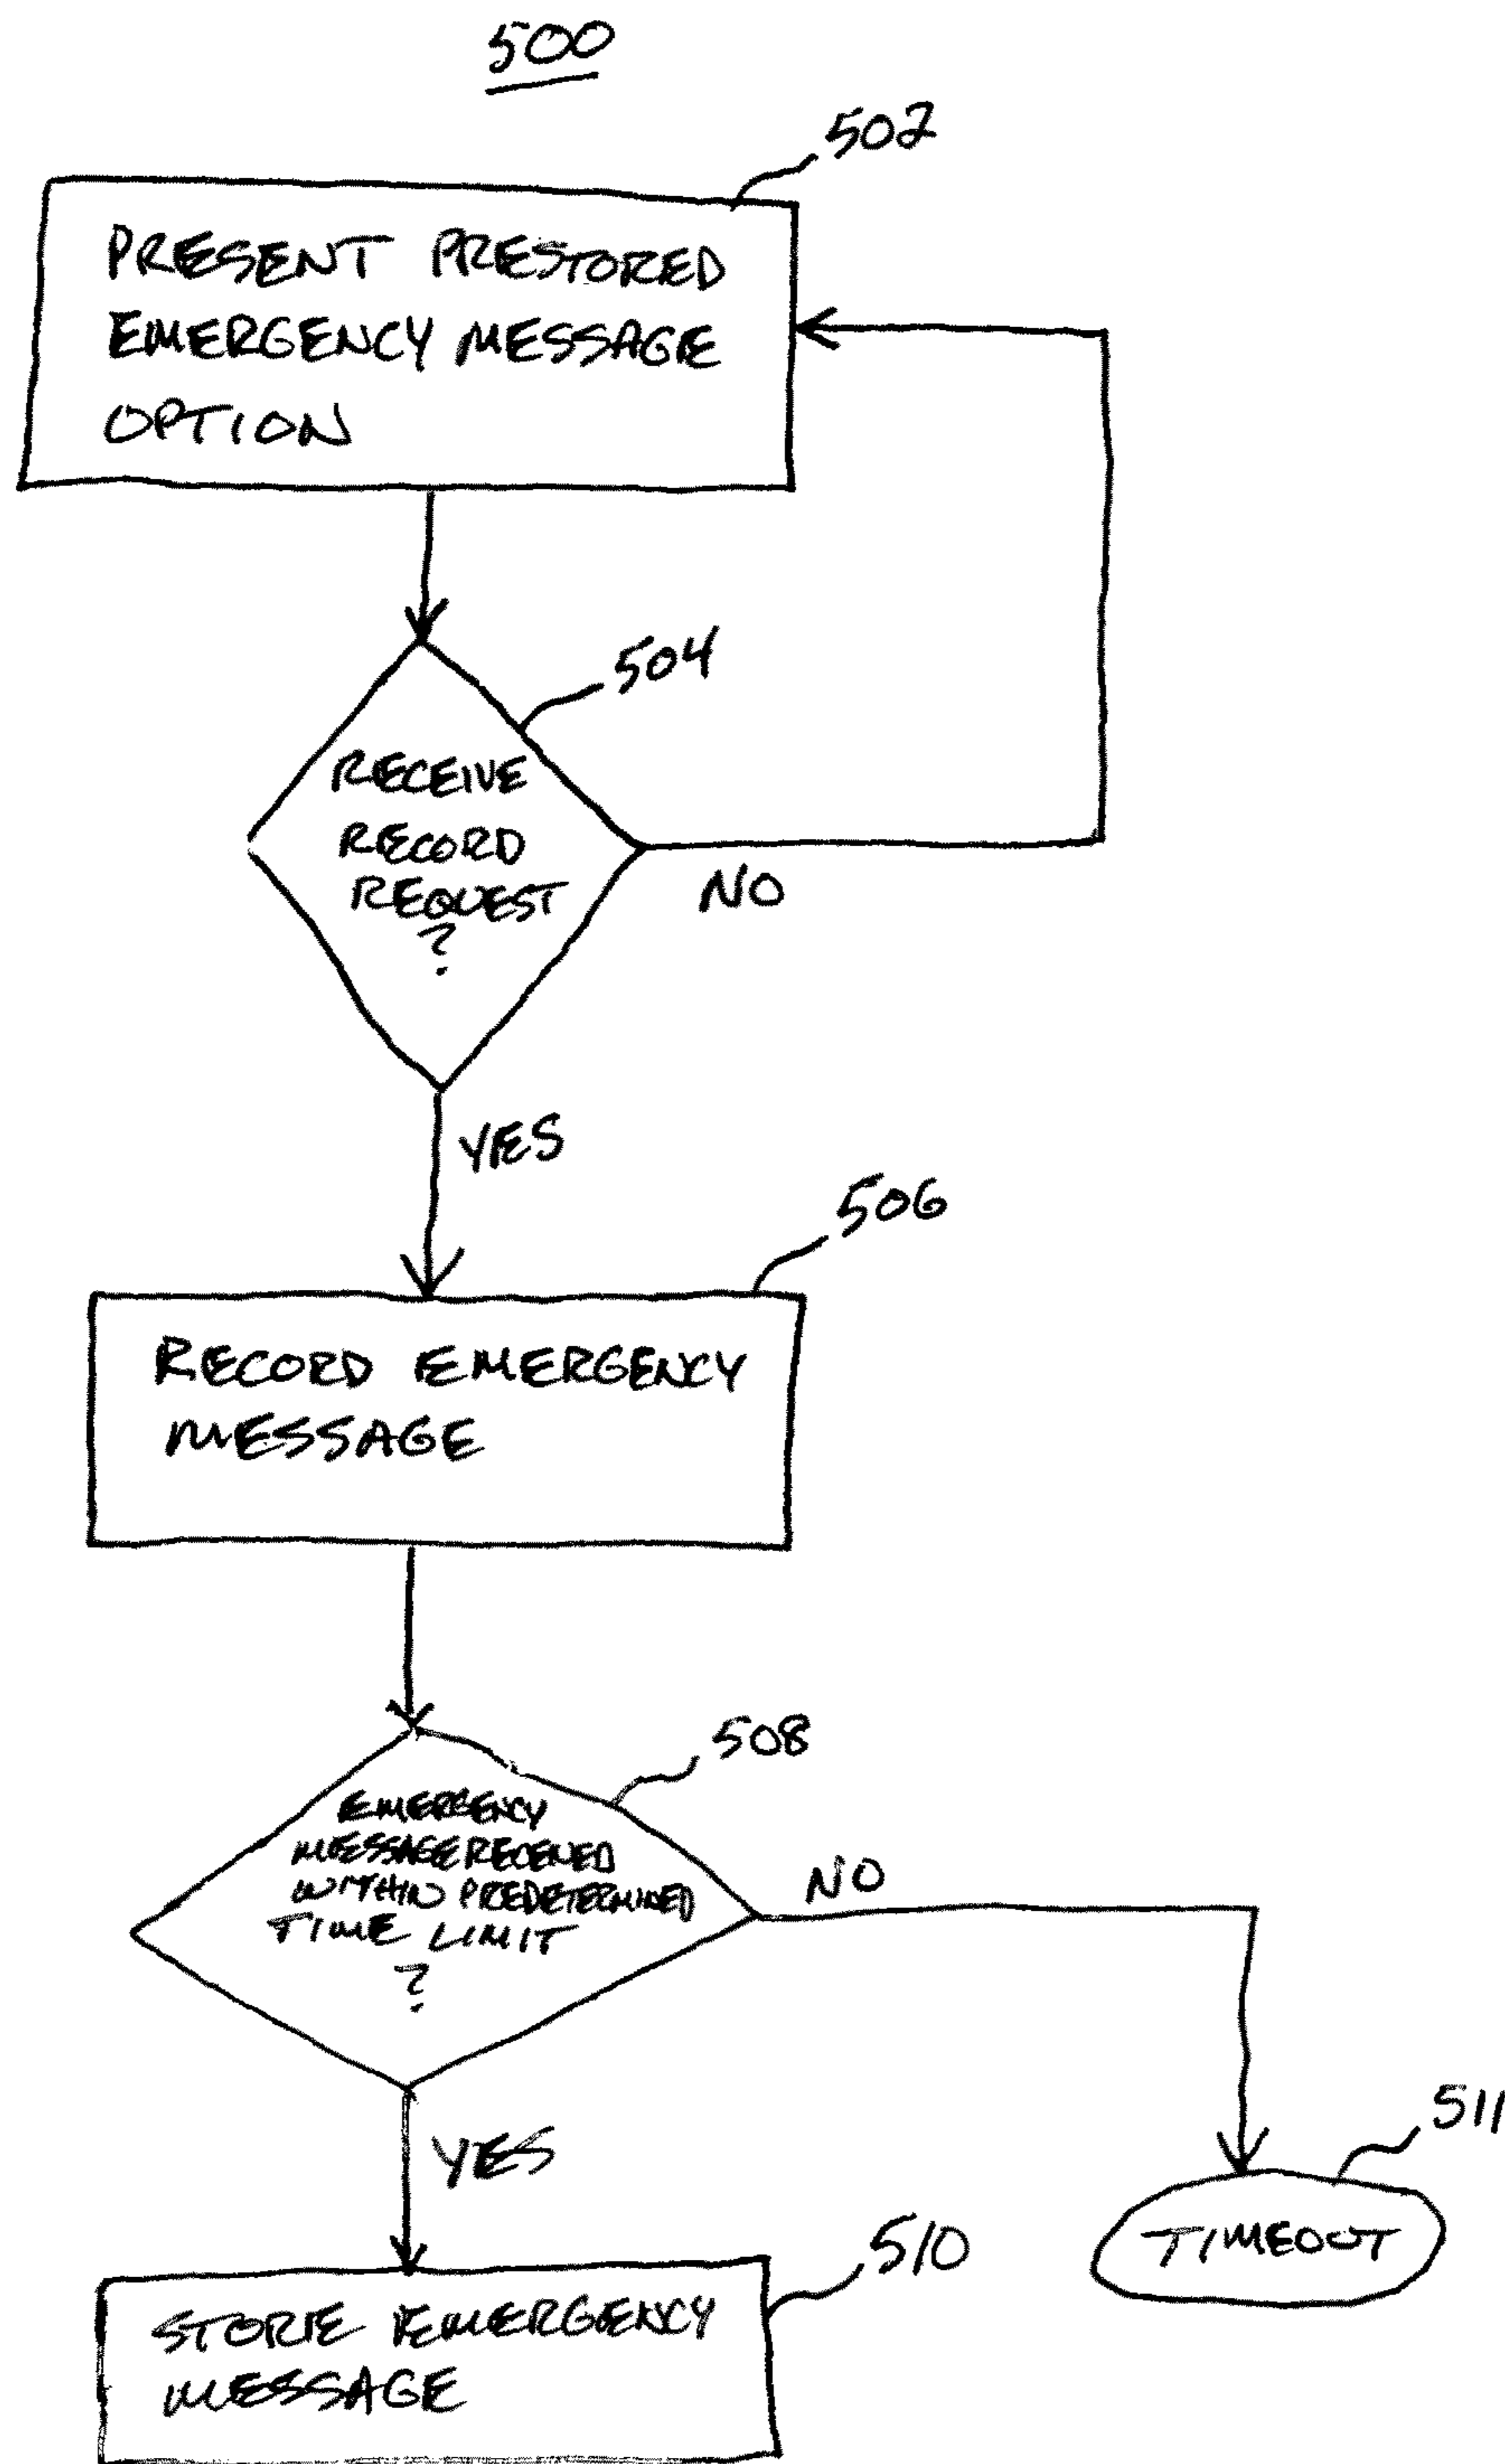 500
502
PRESENT PRESTORED
EMERGENCY MESSAGE
OPTION
504
RECEIVE
RECORD
REQUEST
?
NO
YES
506
RECORD EMERGENCY
MESSAGE
508
EMERGENCY
MESSAGE RECEIVED
WITHIN PREDETERMINED
TIME LIMIT
?
NO
YES
511
TIMEOUT
510
STORE EMERGENCY
MESSAGE